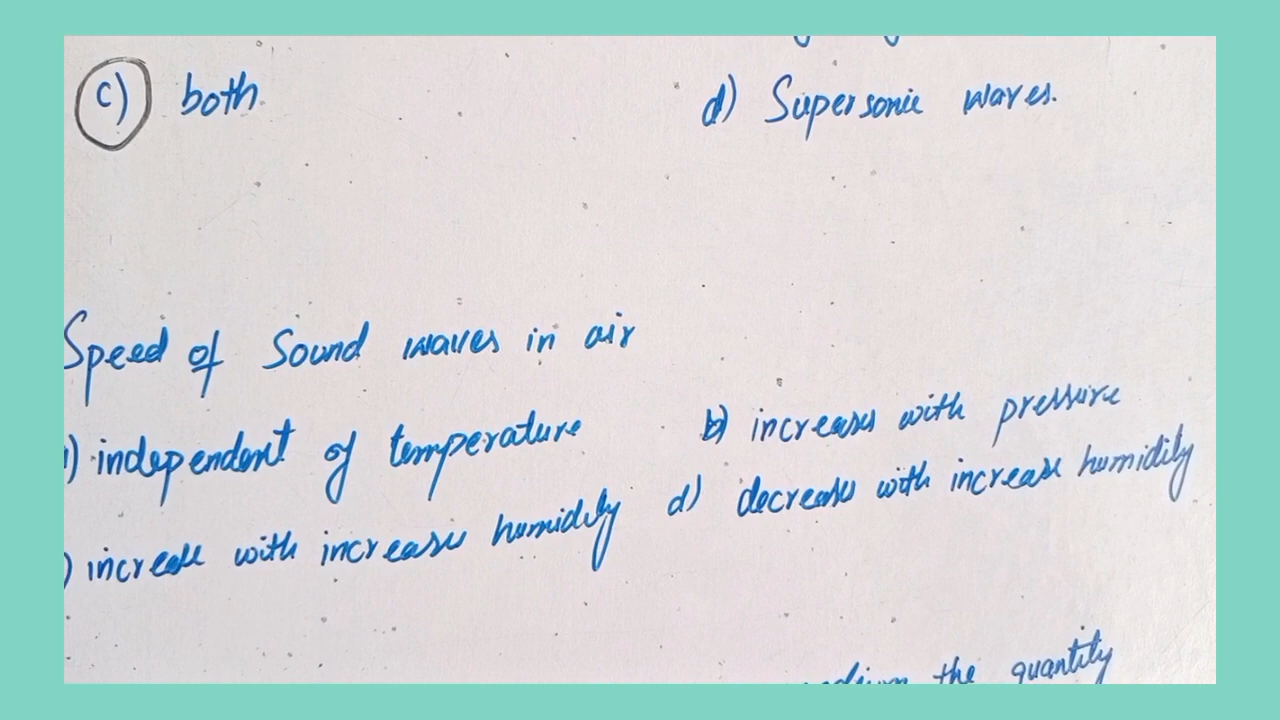 c) both
d) Supersonic waves.
Speed of Sound waves in air
) independent of temperature
b) increases with pressure
) increase with increases humidity
d) decreases with increase humidity
the quantity